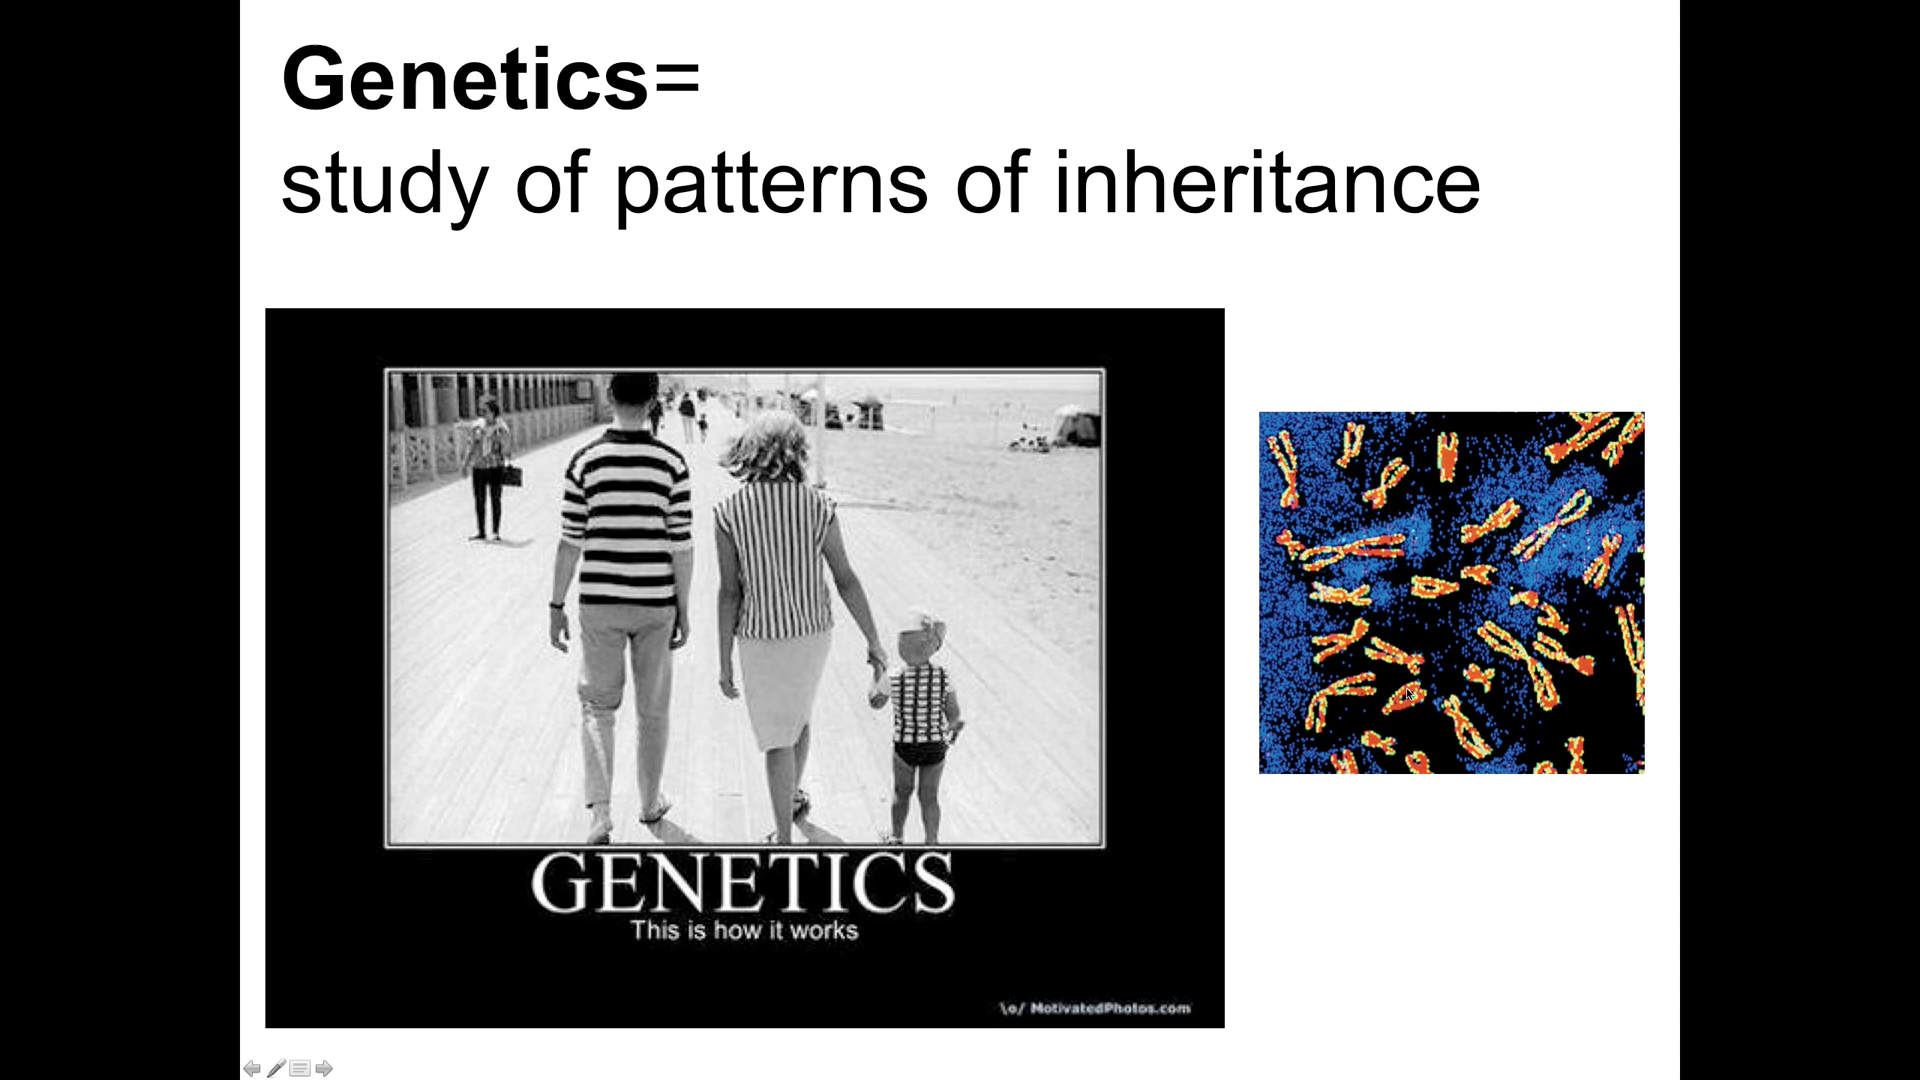 Genetics=
study of patterns of inheritance
GENETICS
This is how it works
\o/ MotivatedPhotos.com